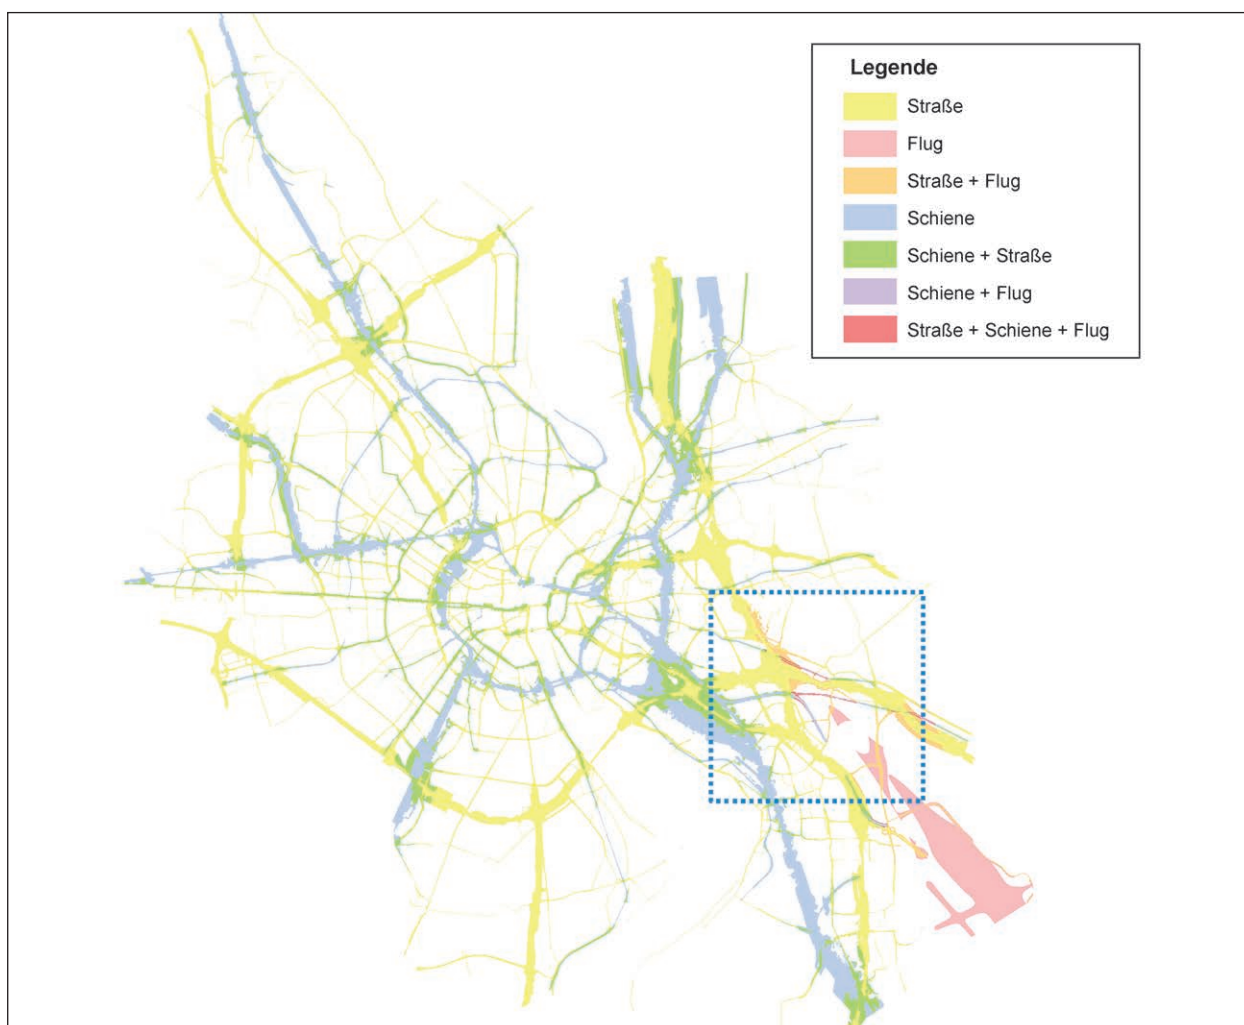 Legende
Straße
Flug
Straße + Flug
Schiene
Schiene + Straße
Schiene + Flug
Straße + Schiene + Flug